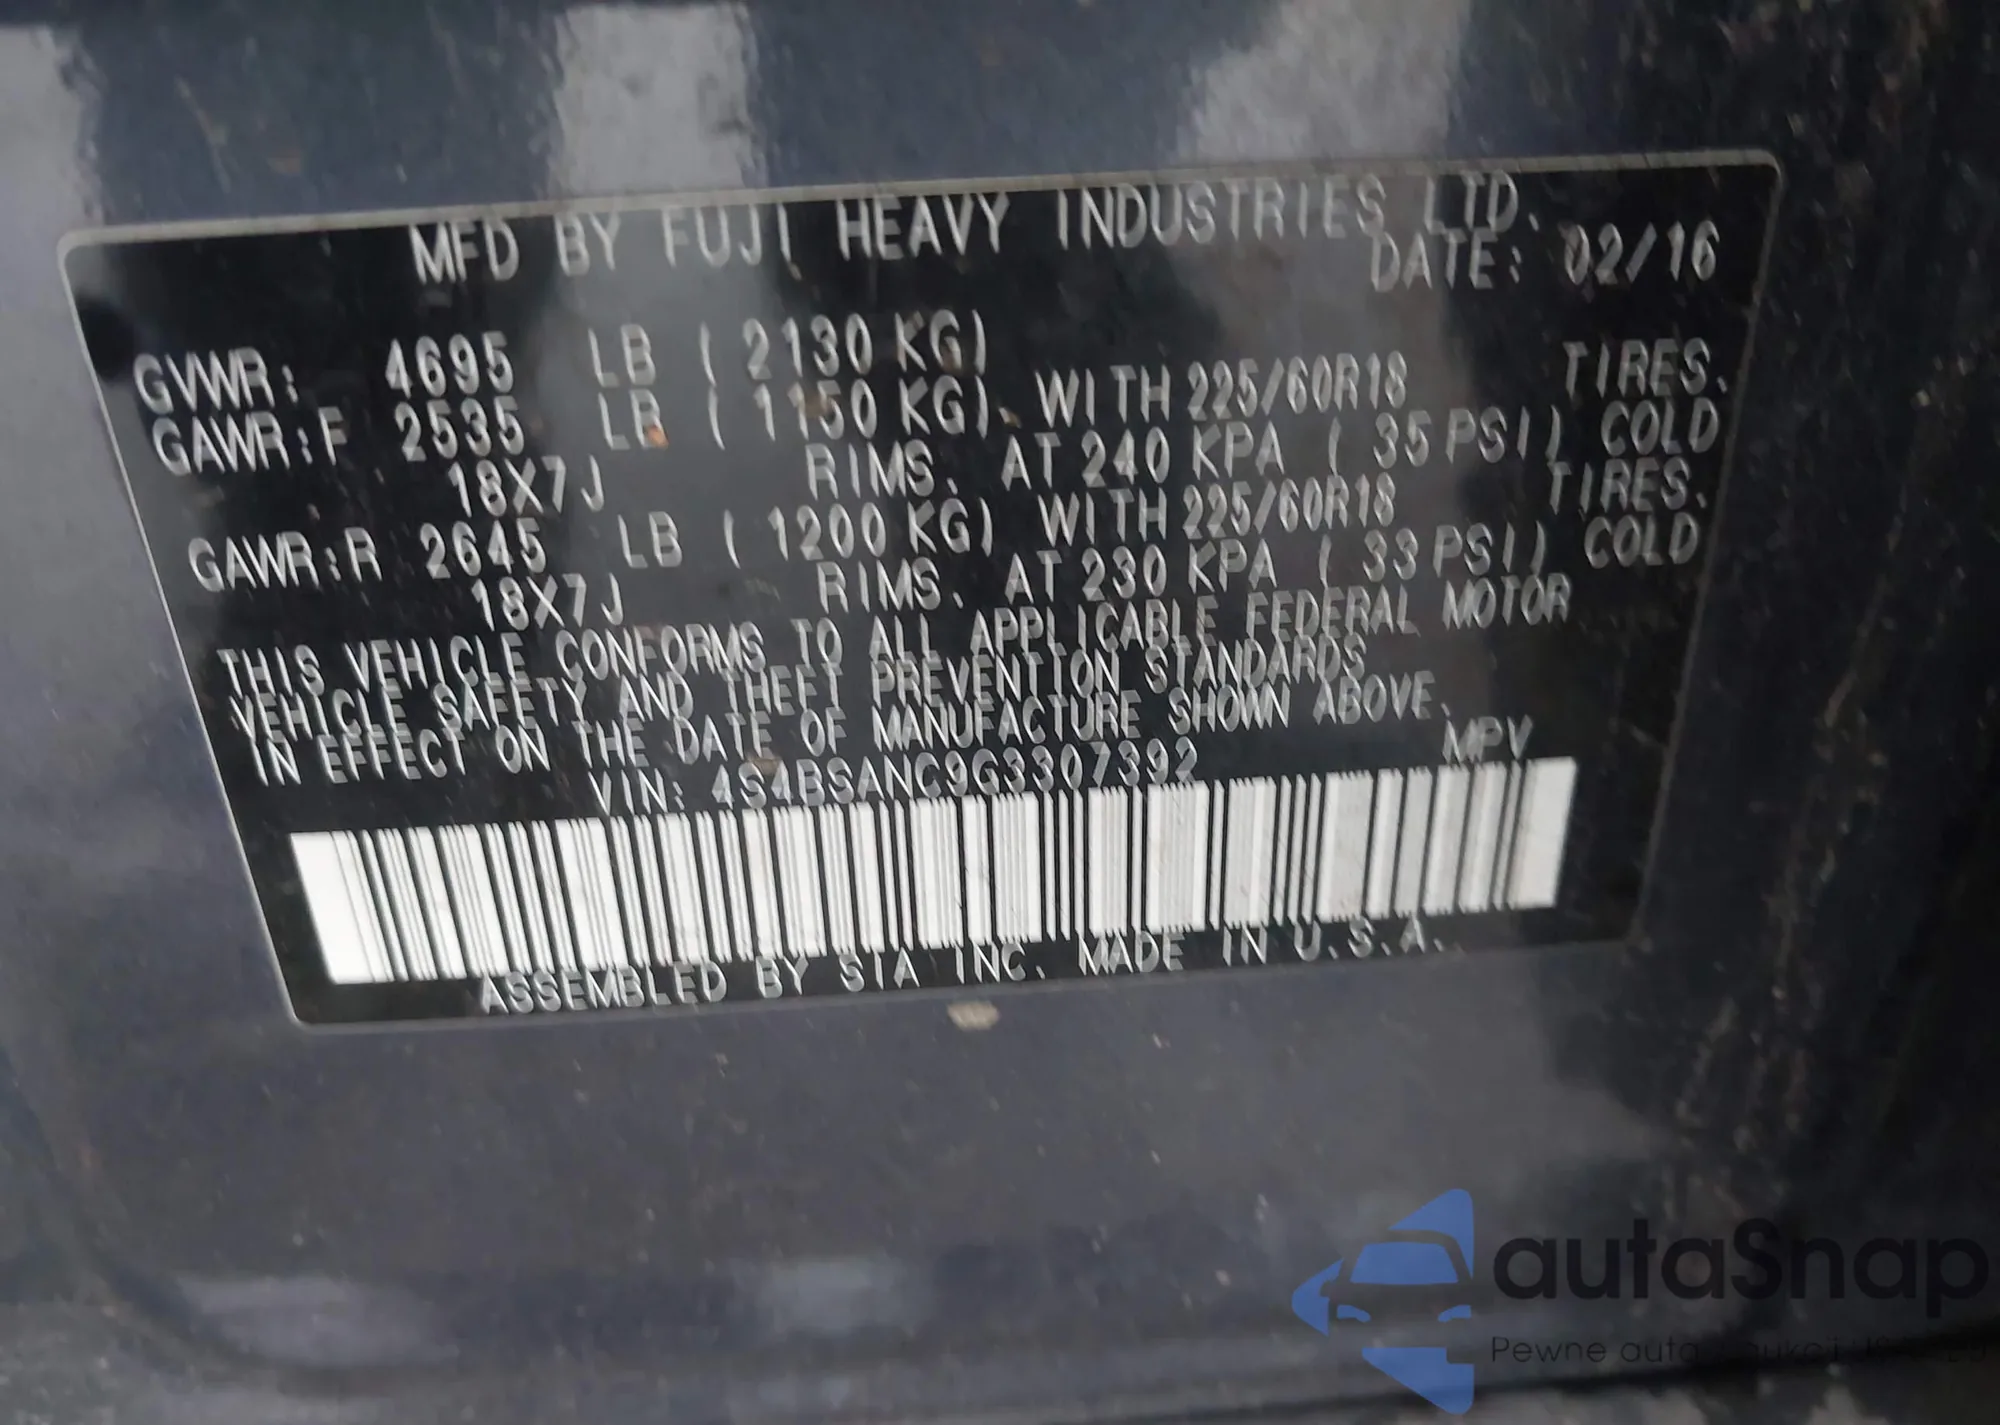 MFD BY FUJI HEAVY INDUSTRIES LTD.
DATE: 02/16
GVWR: 4695 LB ( 2130 KG)
GAWR:F 2535 LB ( 1150 KG). WITH 225/60R18 TIRES.
18X7J RIMS. AT 240 KPA ( 35 PSI) COLD
GAWR:R 2645 LB ( 1200 KG) WITH 225/60R18 TIRES.
18X7J RIMS. AT 230 KPA ( 33 PSI) COLD
THIS VEHICLE CONFORMS TO ALL APPLICABLE FEDERAL MOTOR
VEHICLE SAFETY AND THEFT PREVENTION STANDARDS
IN EFFECT ON THE DATE OF MANUFACTURE SHOWN ABOVE.
VIN: 4S4BSANC9G3307392 MPV
ASSEMBLED BY SIA INC. MADE IN U.S.A.
autaSnap
Pewne auta